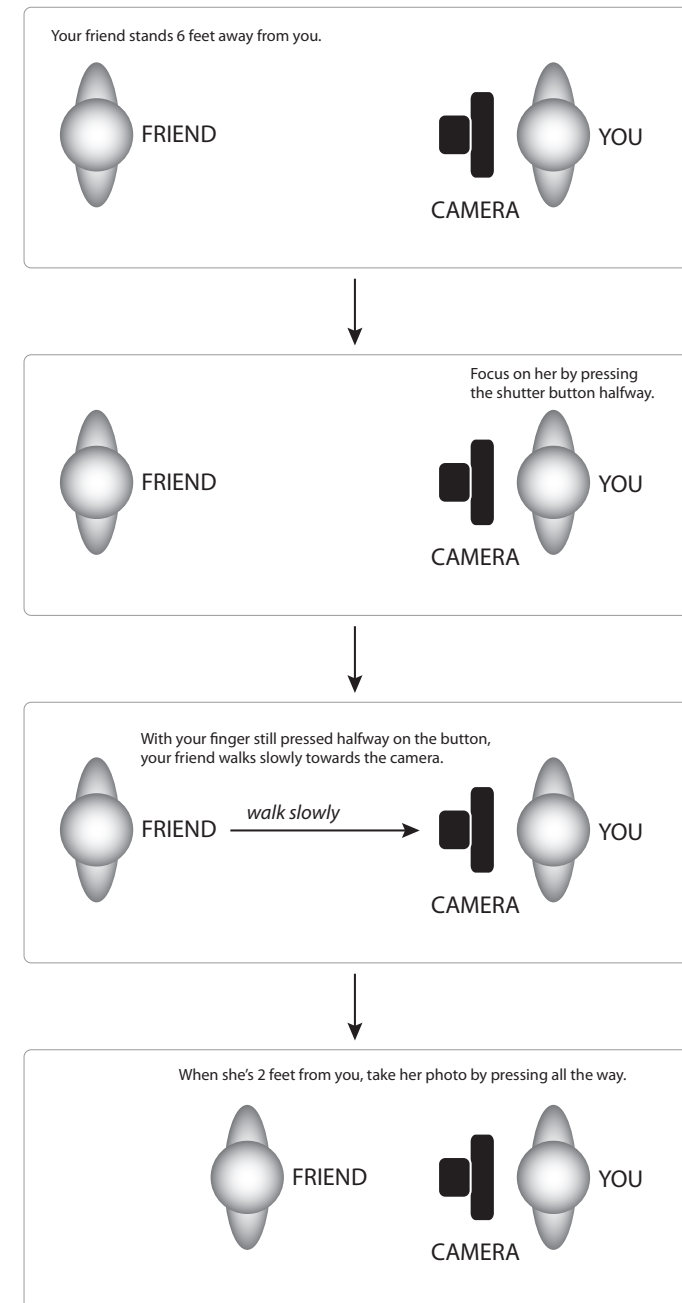 Your friend stands 6 feet away from you.
FRIEND
YOU
CAMERA
Focus on her by pressing
the shutter button halfway.
FRIEND
YOU
CAMERA
With your finger still pressed halfway on the button,
your friend walks slowly towards the camera.
walk slowly
FRIEND
YOU
CAMERA
When she's 2 feet from you, take her photo by pressing all the way.
FRIEND
YOU
CAMERA